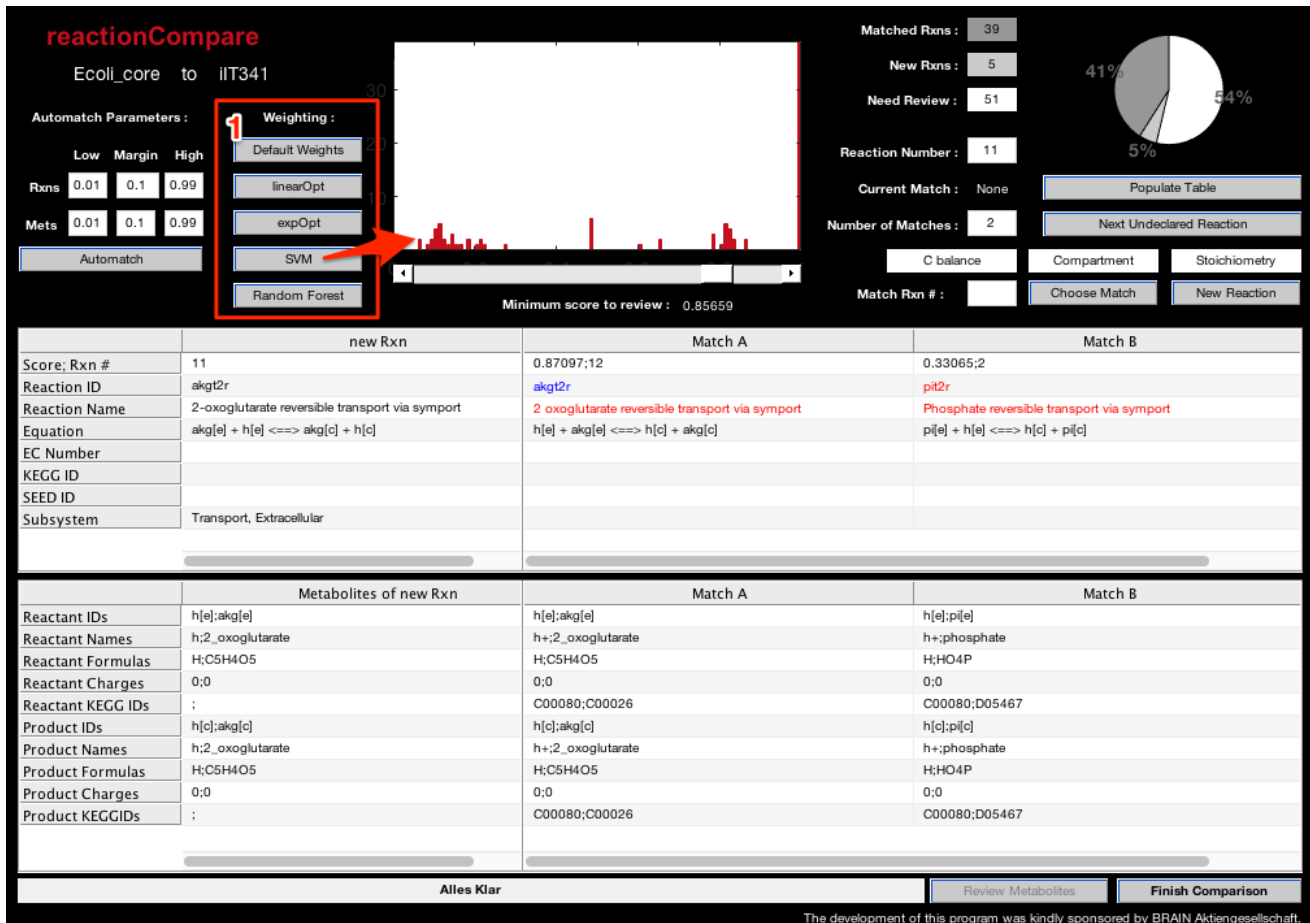 reactionCompare
Ecoli_core to iIT341
Automatch Parameters :
Low Margin High
Rxns 0.01 0.1 0.99
Mets 0.01 0.1 0.99
Automatch
1
Weighting :
Default Weights
linearOpt
expOpt
SVM
Random Forest
30
20
10
Minimum score to review : 0.85659
Matched Rxns : 39
New Rxns : 5
Need Review : 51
41%
54%
5%
Reaction Number : 11
Current Match : None
Populate Table
Number of Matches : 2
Next Undeclared Reaction
C balance
Compartment
Stoichiometry
Match Rxn # :
Choose Match
New Reaction
new Rxn Match A Match B
Score; Rxn # 11 0.87097;12 0.33065;2
Reaction ID akgt2r akgt2r pit2r
Reaction Name 2-oxoglutarate reversible transport via symport 2 oxoglutarate reversible transport via symport Phosphate reversible transport via symport
Equation akg[e] + h[e] <==> akg[c] + h[c] h[e] + akg[e] <==> h[c] + akg[c] pi[e] + h[e] <==> h[c] + pi[c]
EC Number
KEGG ID
SEED ID
Subsystem Transport, Extracellular
Metabolites of new Rxn Match A Match B
Reactant IDs h[e];akg[e] h[e];akg[e] h[e];pi[e]
Reactant Names h;2_oxoglutarate h+;2_oxoglutarate h+;phosphate
Reactant Formulas H;C5H4O5 H;C5H4O5 H;HO4P
Reactant Charges 0;0 0;0 0;0
Reactant KEGG IDs ; C00080;C00026 C00080;D05467
Product IDs h[c];akg[c] h[c];akg[c] h[c];pi[c]
Product Names h;2_oxoglutarate h+;2_oxoglutarate h+;phosphate
Product Formulas H;C5H4O5 H;C5H4O5 H;HO4P
Product Charges 0;0 0;0 0;0
Product KEGGIDs ; C00080;C00026 C00080;D05467
Alles Klar
Review Metabolites
Finish Comparison
The development of this program was kindly sponsored by BRAIN Aktiengesellschaft.